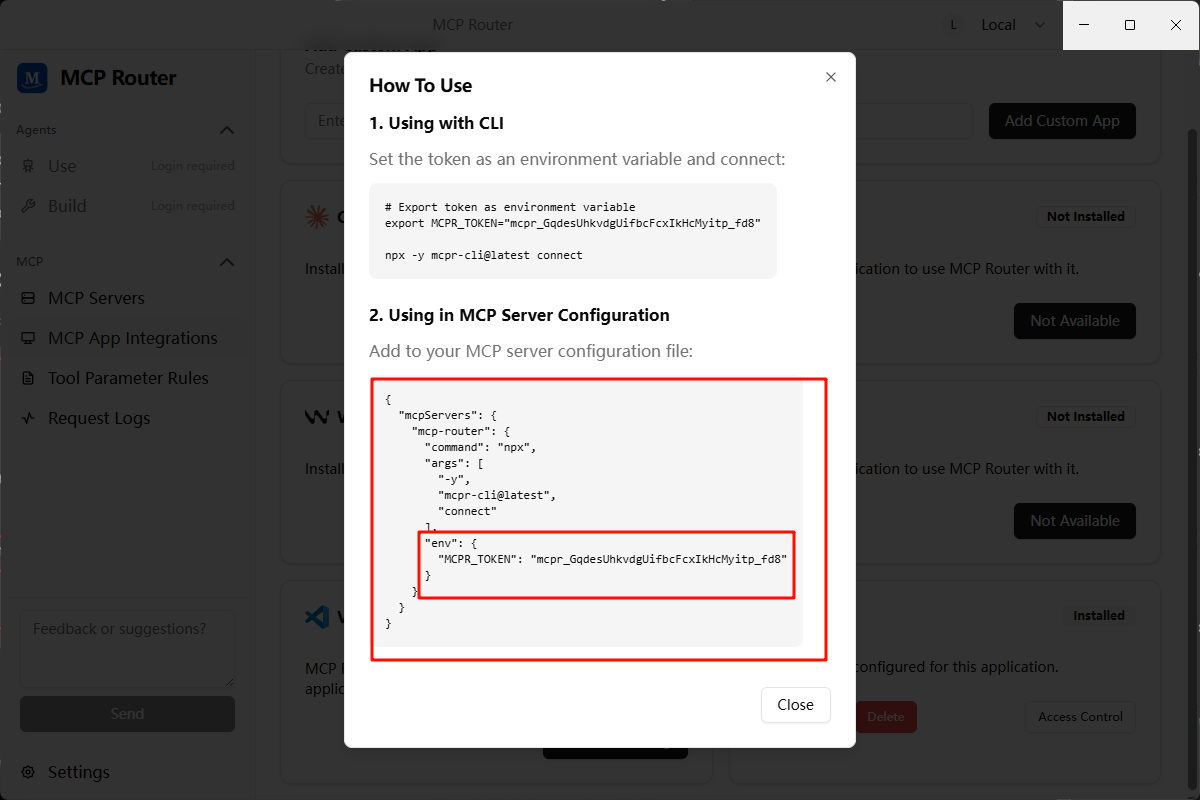 MCP Router
L Local
MCP Router
Agents
Use Login required
Build Login required
MCP
MCP Servers
MCP App Integrations
Tool Parameter Rules
Request Logs
Feedback or suggestions?
Send
Settings
Add Custom App
Not Installed
ication to use MCP Router with it.
Not Available
Not Installed
ication to use MCP Router with it.
Not Available
Installed
configured for this application.
Delete
Access Control
How To Use
1. Using with CLI
Set the token as an environment variable and connect:
# Export token as environment variable
export MCPR_TOKEN="mcpr_GqdesUhkvdgUifbcFcxIkHcMyitp_fd8"
npx -y mcpr-cli@latest connect
2. Using in MCP Server Configuration
Add to your MCP server configuration file:
{
"mcpServers": {
"mcp-router": {
"command": "npx",
"args": [
"-y",
"mcpr-cli@latest",
"connect"
],
"env": {
"MCPR_TOKEN": "mcpr_GqdesUhkvdgUifbcFcxIkHcMyitp_fd8"
}
}
}
}
Close